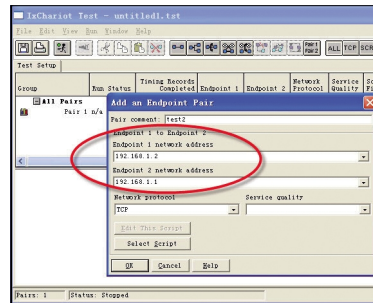 IxChariot Test - untitled1.tst
File Edit View Run Window Help
ALL TCP SCR
Test Setup
Group Run Status Timing Records Completed Endpoint 1 Endpoint 2 Network Protocol Service Quality
All Pairs
Pair 1 n/a
Add an Endpoint Pair
Pair comment: test2
Endpoint 1 to Endpoint 2
Endpoint 1 network address
192.168.1.2
Endpoint 2 network address
192.168.1.1
Network protocol Service quality
TCP
Edit This Script
Select Script
OK Cancel Help
Pairs: 1 Status: Stopped